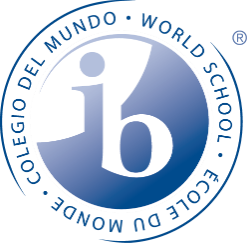 COLEGIO DEL MUNDO · WORLD SCHOOL · ÉCOLE DU MONDE ·
®
ib